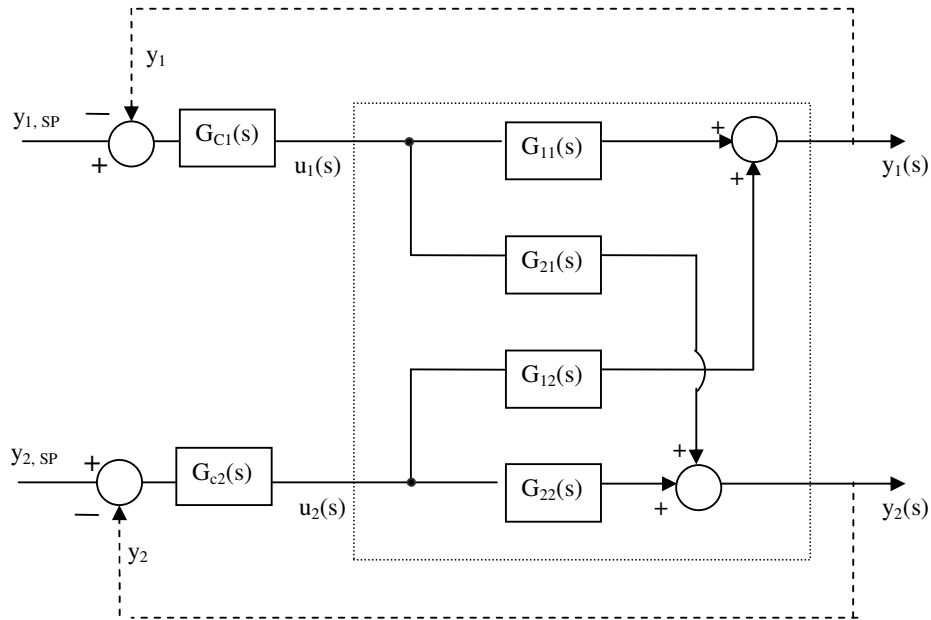 y1
−
y1, SP
+
GC1(s)
u1(s)
G11(s)
+
+
y1(s)
G21(s)
G12(s)
y2, SP
+
−
Gc2(s)
u2(s)
G22(s)
+
+
y2(s)
y2